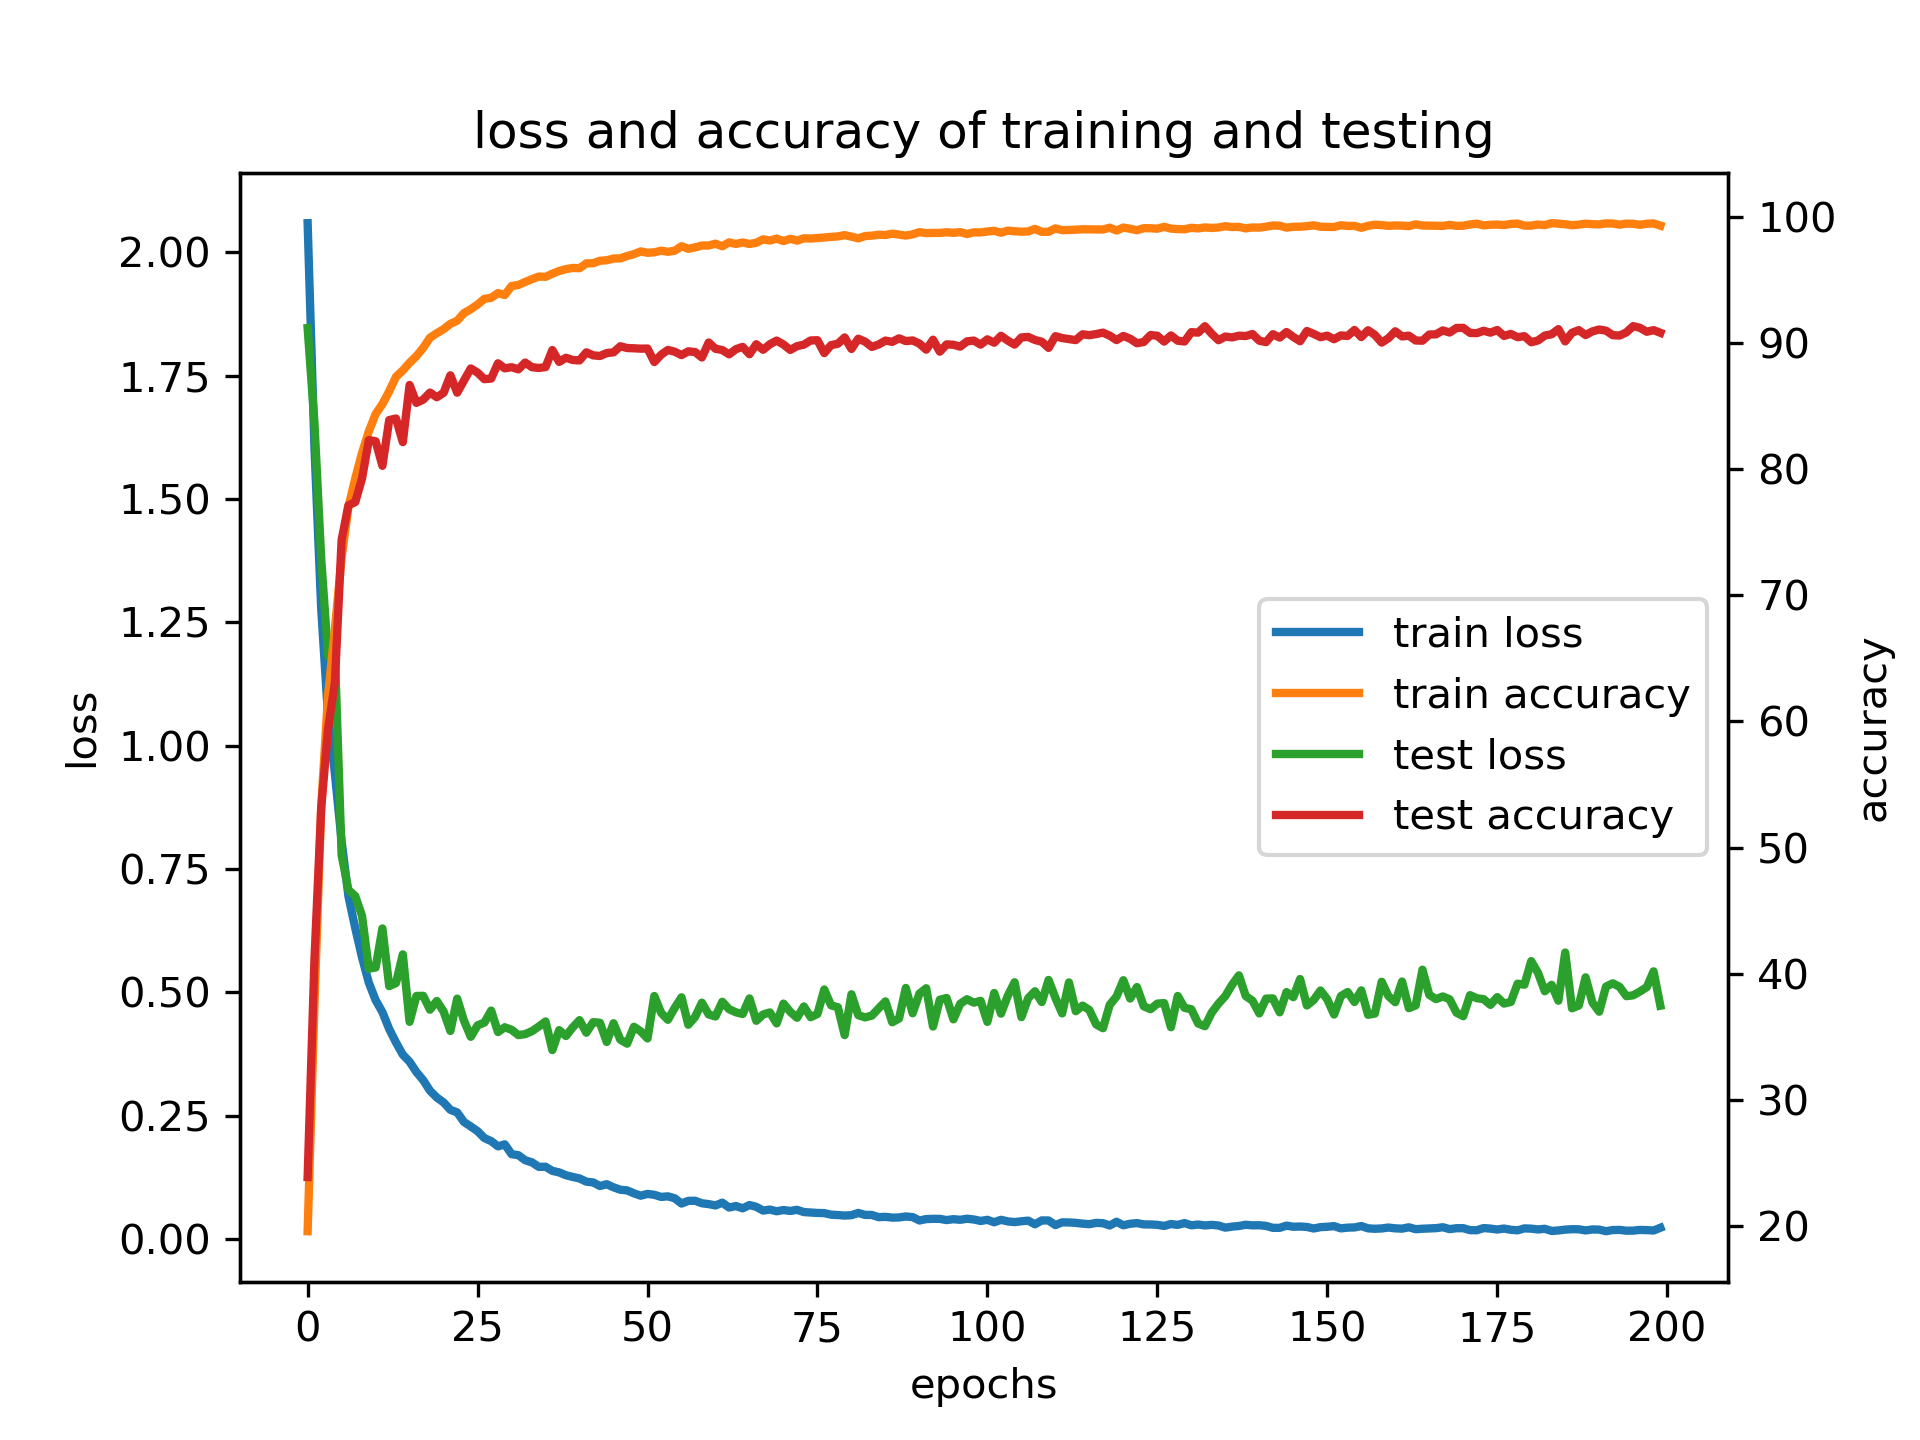 loss and accuracy of training and testing
2.00
1.75
1.50
1.25
1.00
0.75
0.50
0.25
0.00
loss
100
90
80
70
60
50
40
30
20
accuracy
train loss
train accuracy
test loss
test accuracy
0 25 50 75 100 125 150 175 200
epochs